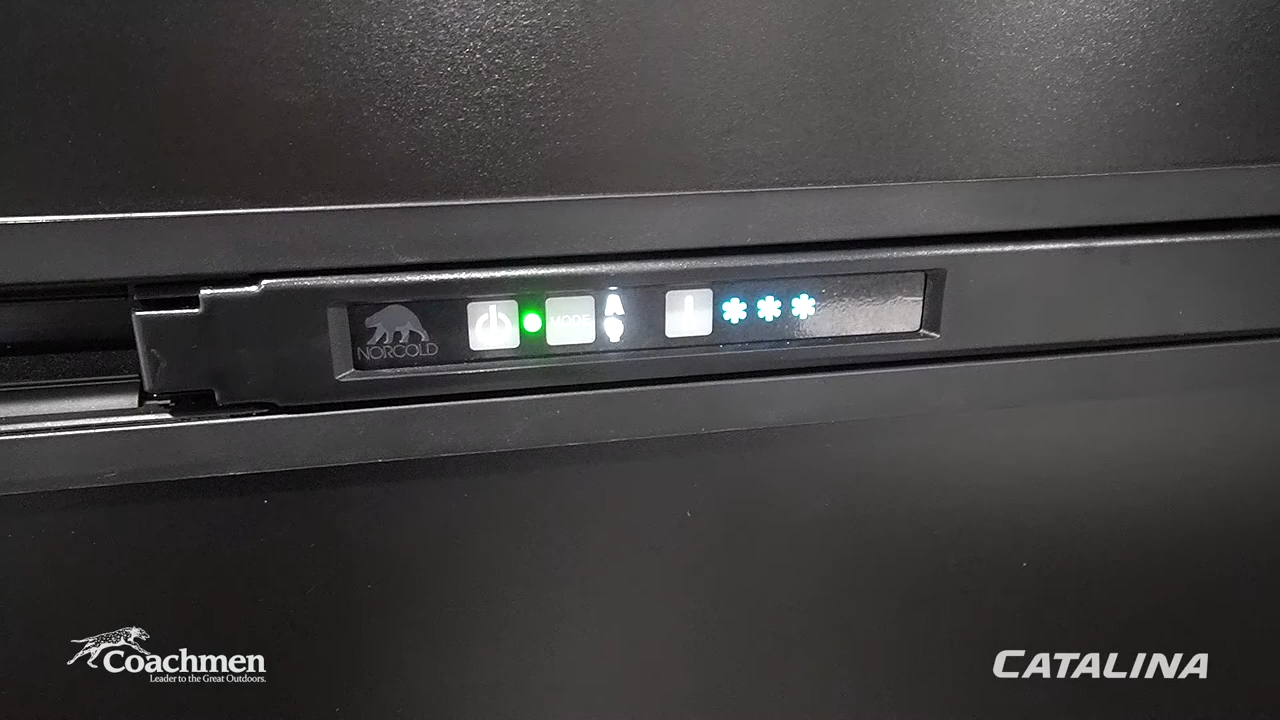 NORCOLD
MODE
A
Coachmen
Leader to the Great Outdoors.
CATALINA